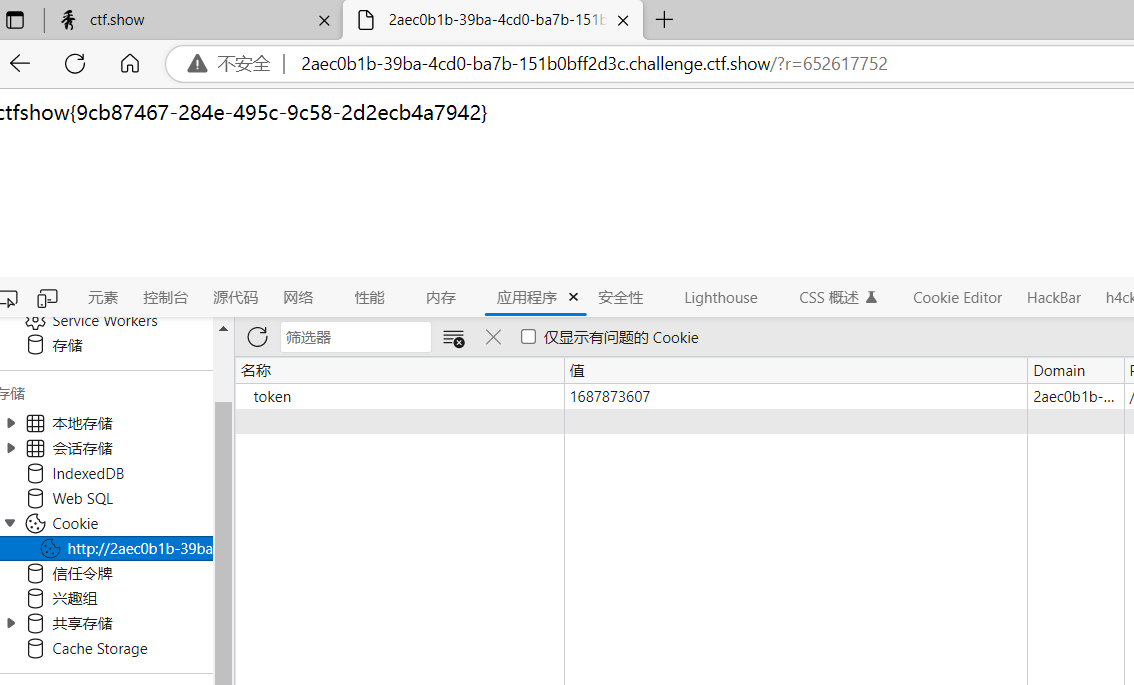 ctf.show
2aec0b1b-39ba-4cd0-ba7b-151b
不安全
2aec0b1b-39ba-4cd0-ba7b-151b0bff2d3c.challenge.ctf.show/?r=652617752
ctfshow{9cb87467-284e-495c-9c58-2d2ecb4a7942}
元素 控制台 源代码 网络 性能 内存 应用程序 安全性 Lighthouse CSS 概述 Cookie Editor HackBar h4ck
Service Workers
存储
筛选器
仅显示有问题的 Cookie
名称 值 Domain
token 1687873607 2aec0b1b-... /
存储
本地存储
会话存储
IndexedDB
Web SQL
Cookie
http://2aec0b1b-39ba
信任令牌
兴趣组
共享存储
Cache Storage